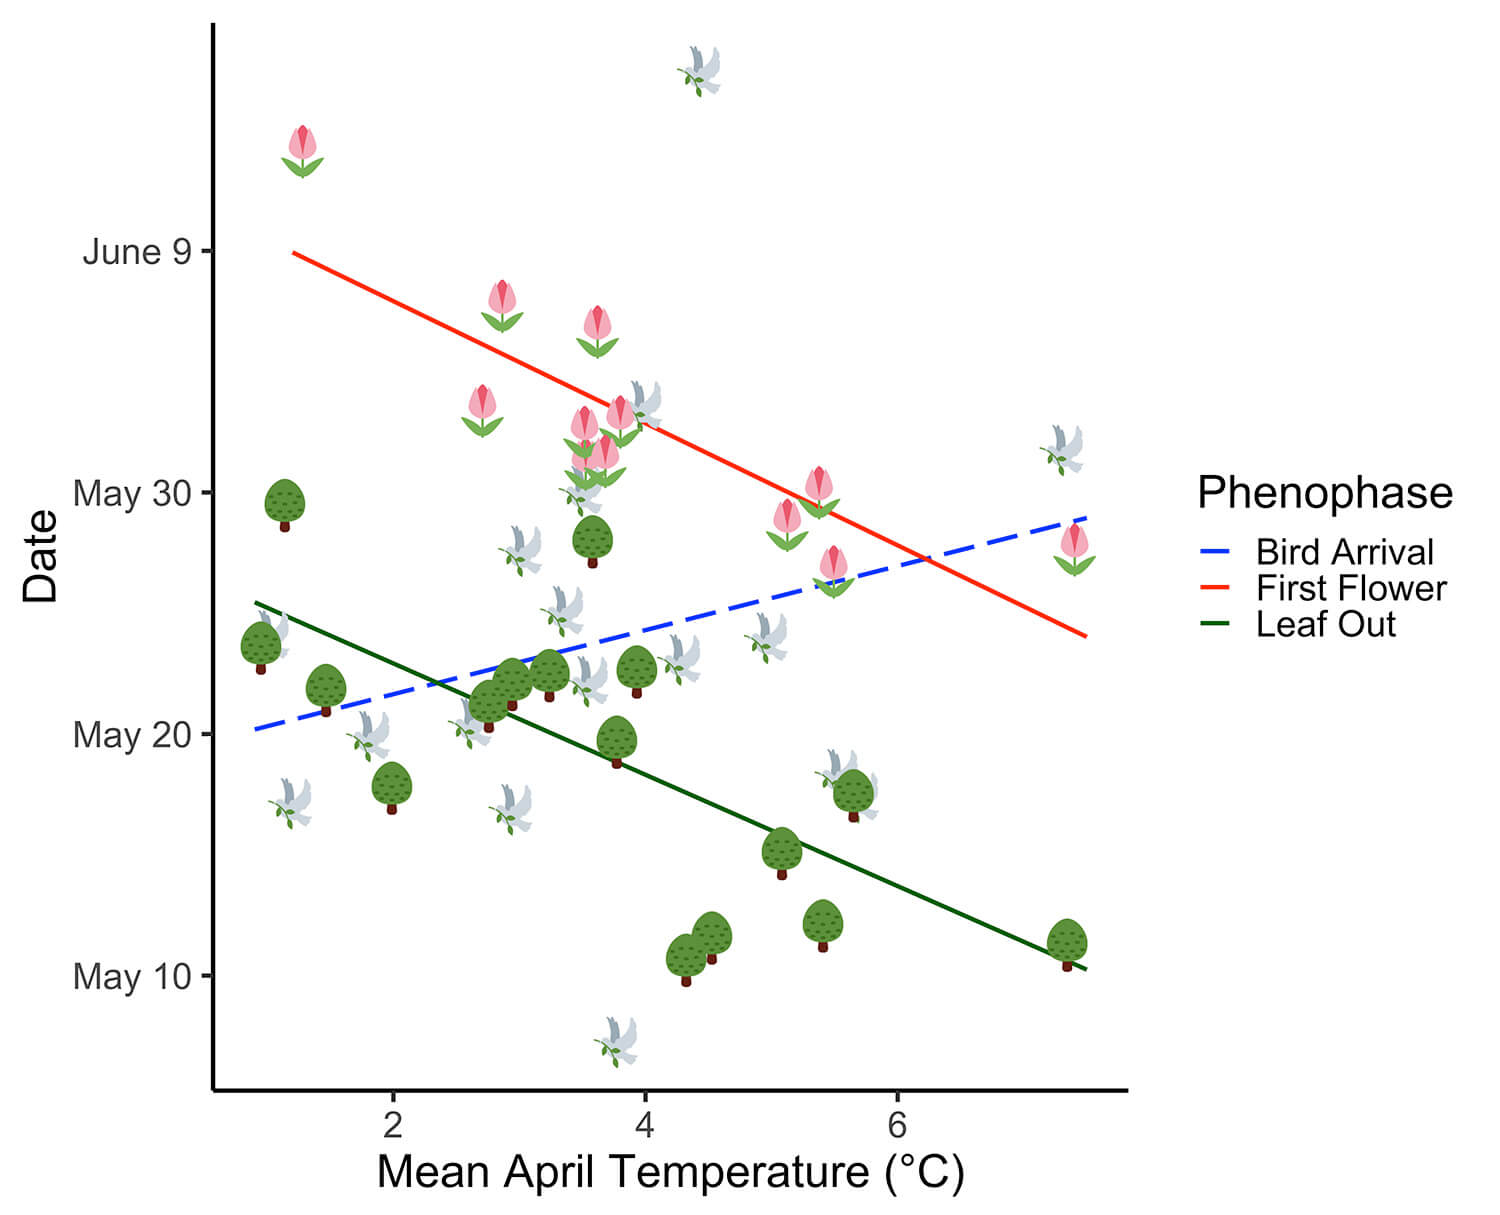 Date
June 9
May 30
May 20
May 10
2
4
6
Mean April Temperature (°C)
Phenophase
Bird Arrival
First Flower
Leaf Out